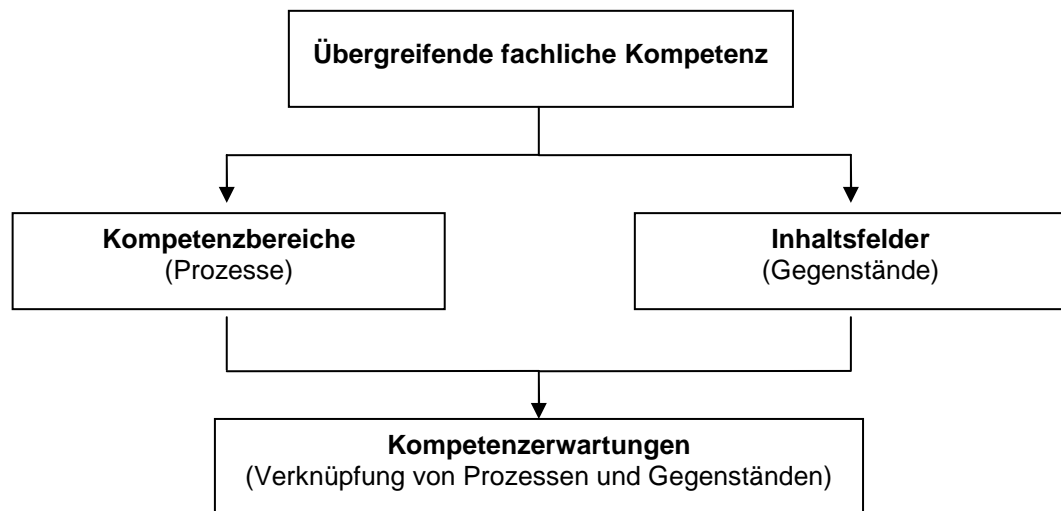 Übergreifende fachliche Kompetenz
Kompetenzbereiche
(Prozesse)
Inhaltsfelder
(Gegenstände)
Kompetenzerwartungen
(Verknüpfung von Prozessen und Gegenständen)